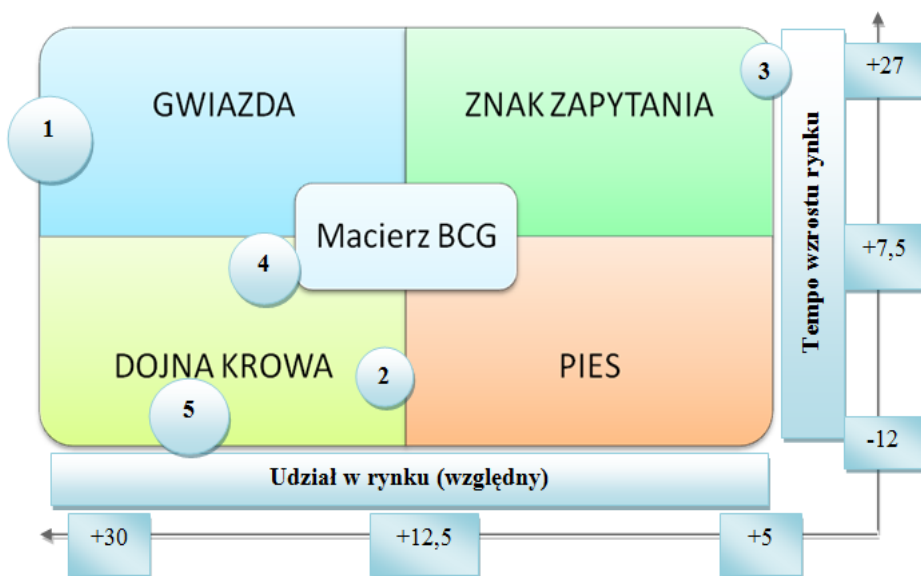 GWIAZDA
ZNAK ZAPYTANIA
1
3
+27
Macierz BCG
4
+7,5
Tempo wzrostu rynku
DOJNA KROWA
2
PIES
5
-12
Udział w rynku (względny)
+30
+12,5
+5